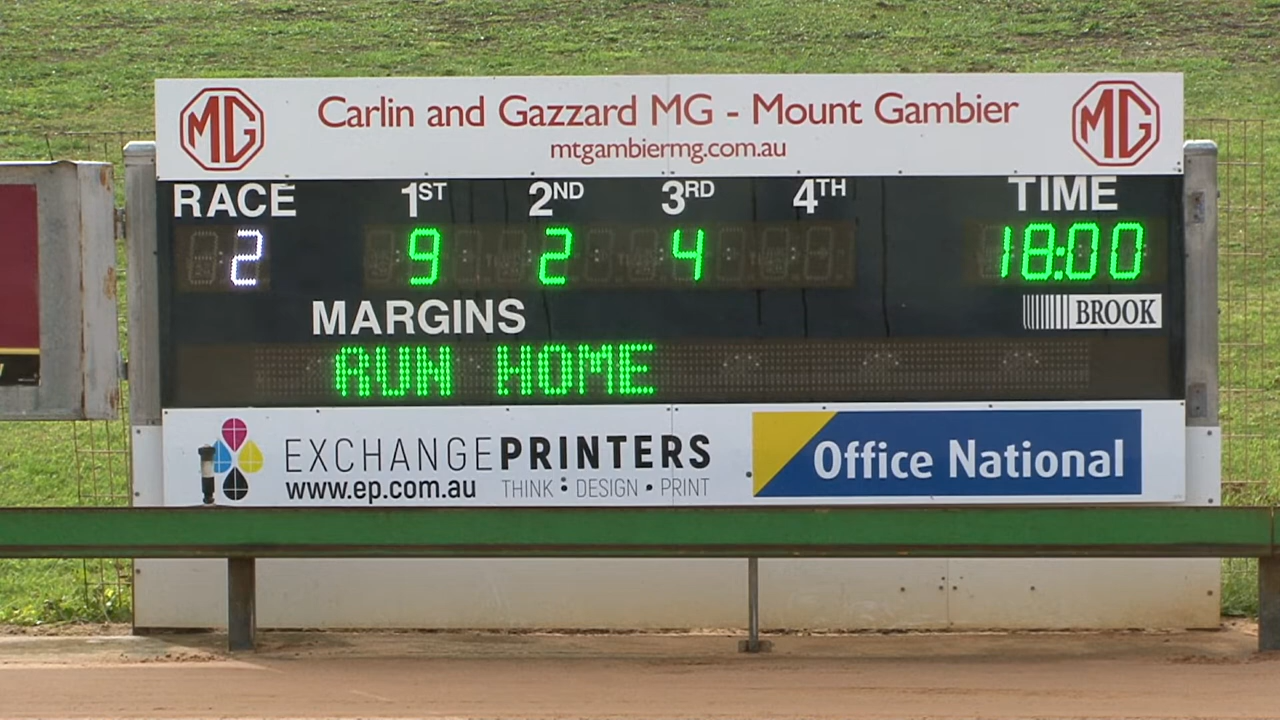 MG Carlin and Gazzard MG - Mount Gambier MG
mtgambiermg.com.au
RACE 1ST 2ND 3RD 4TH TIME
2 9 2 4 18:00
MARGINS BROOK
RUN HOME
EXCHANGEPRINTERS Office National
www.ep.com.au THINK • DESIGN • PRINT